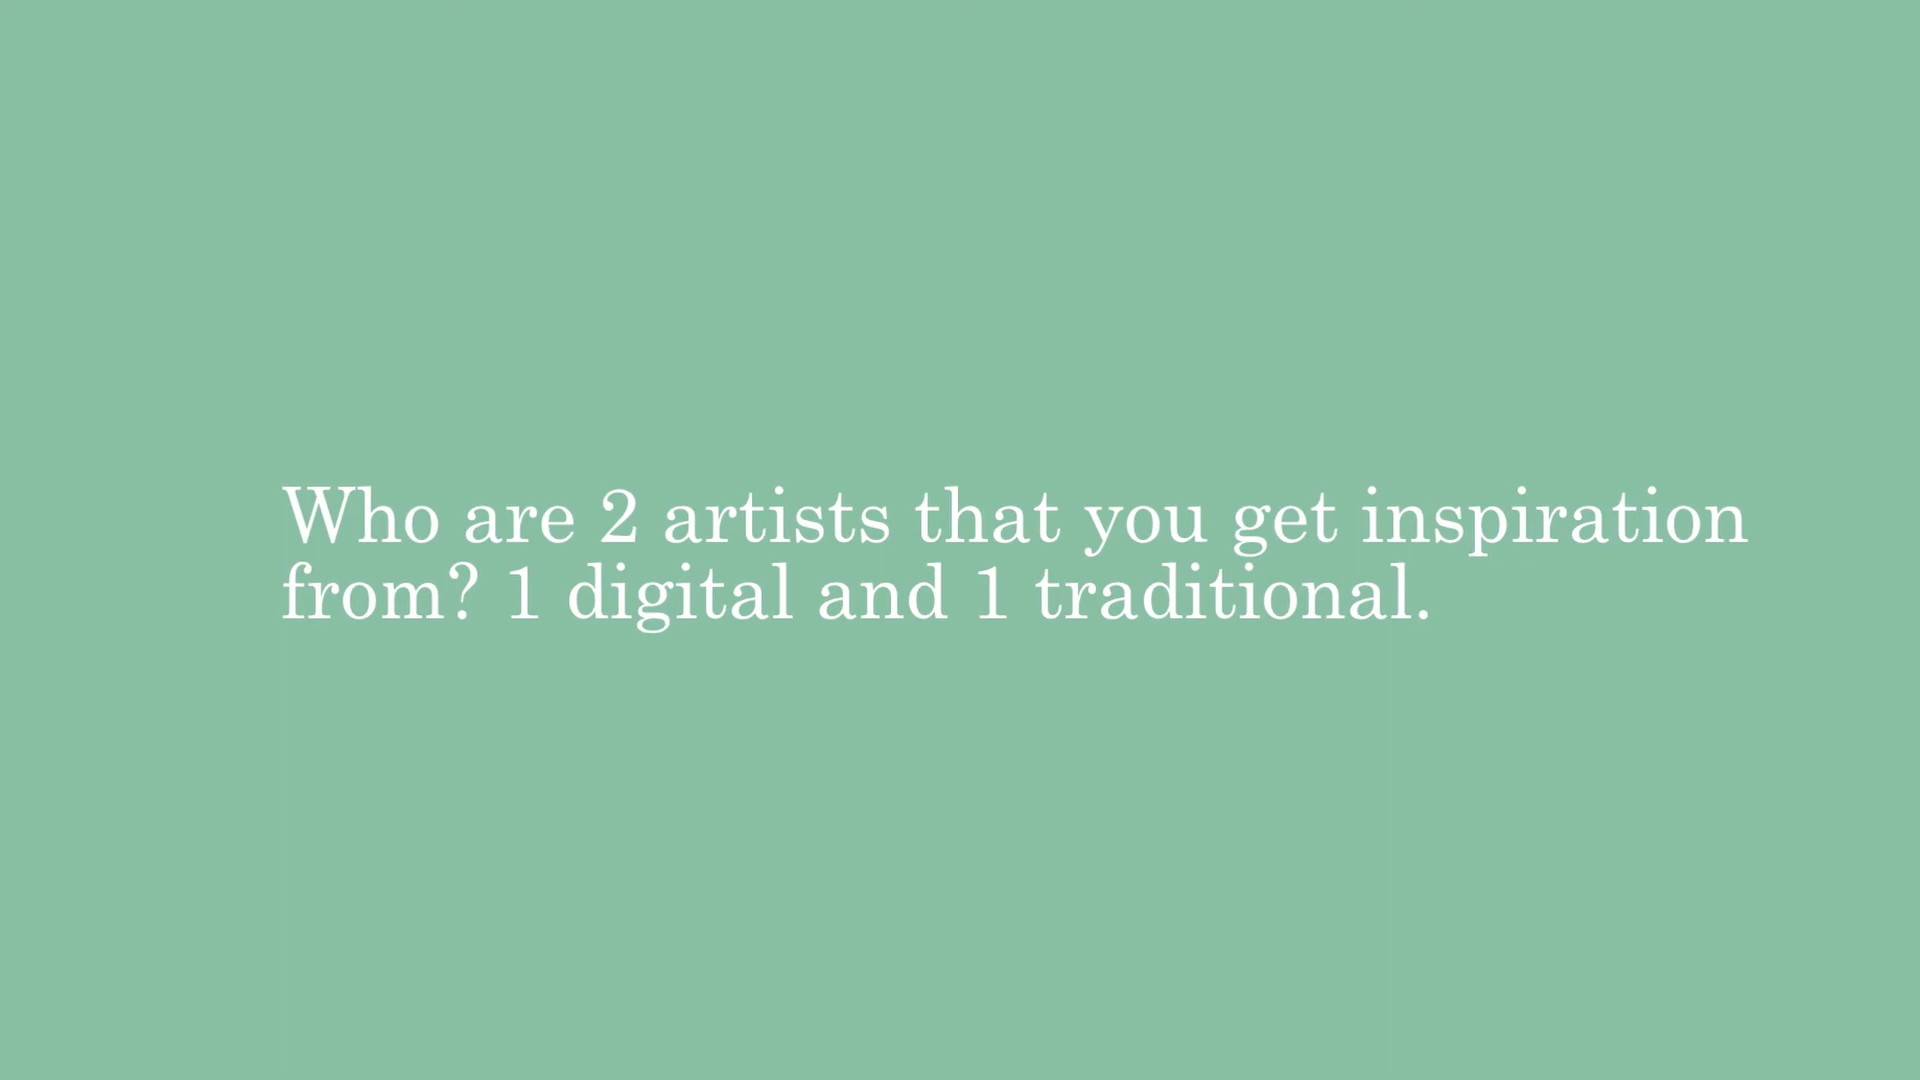 Who are 2 artists that you get inspiration
from? 1 digital and 1 traditional.